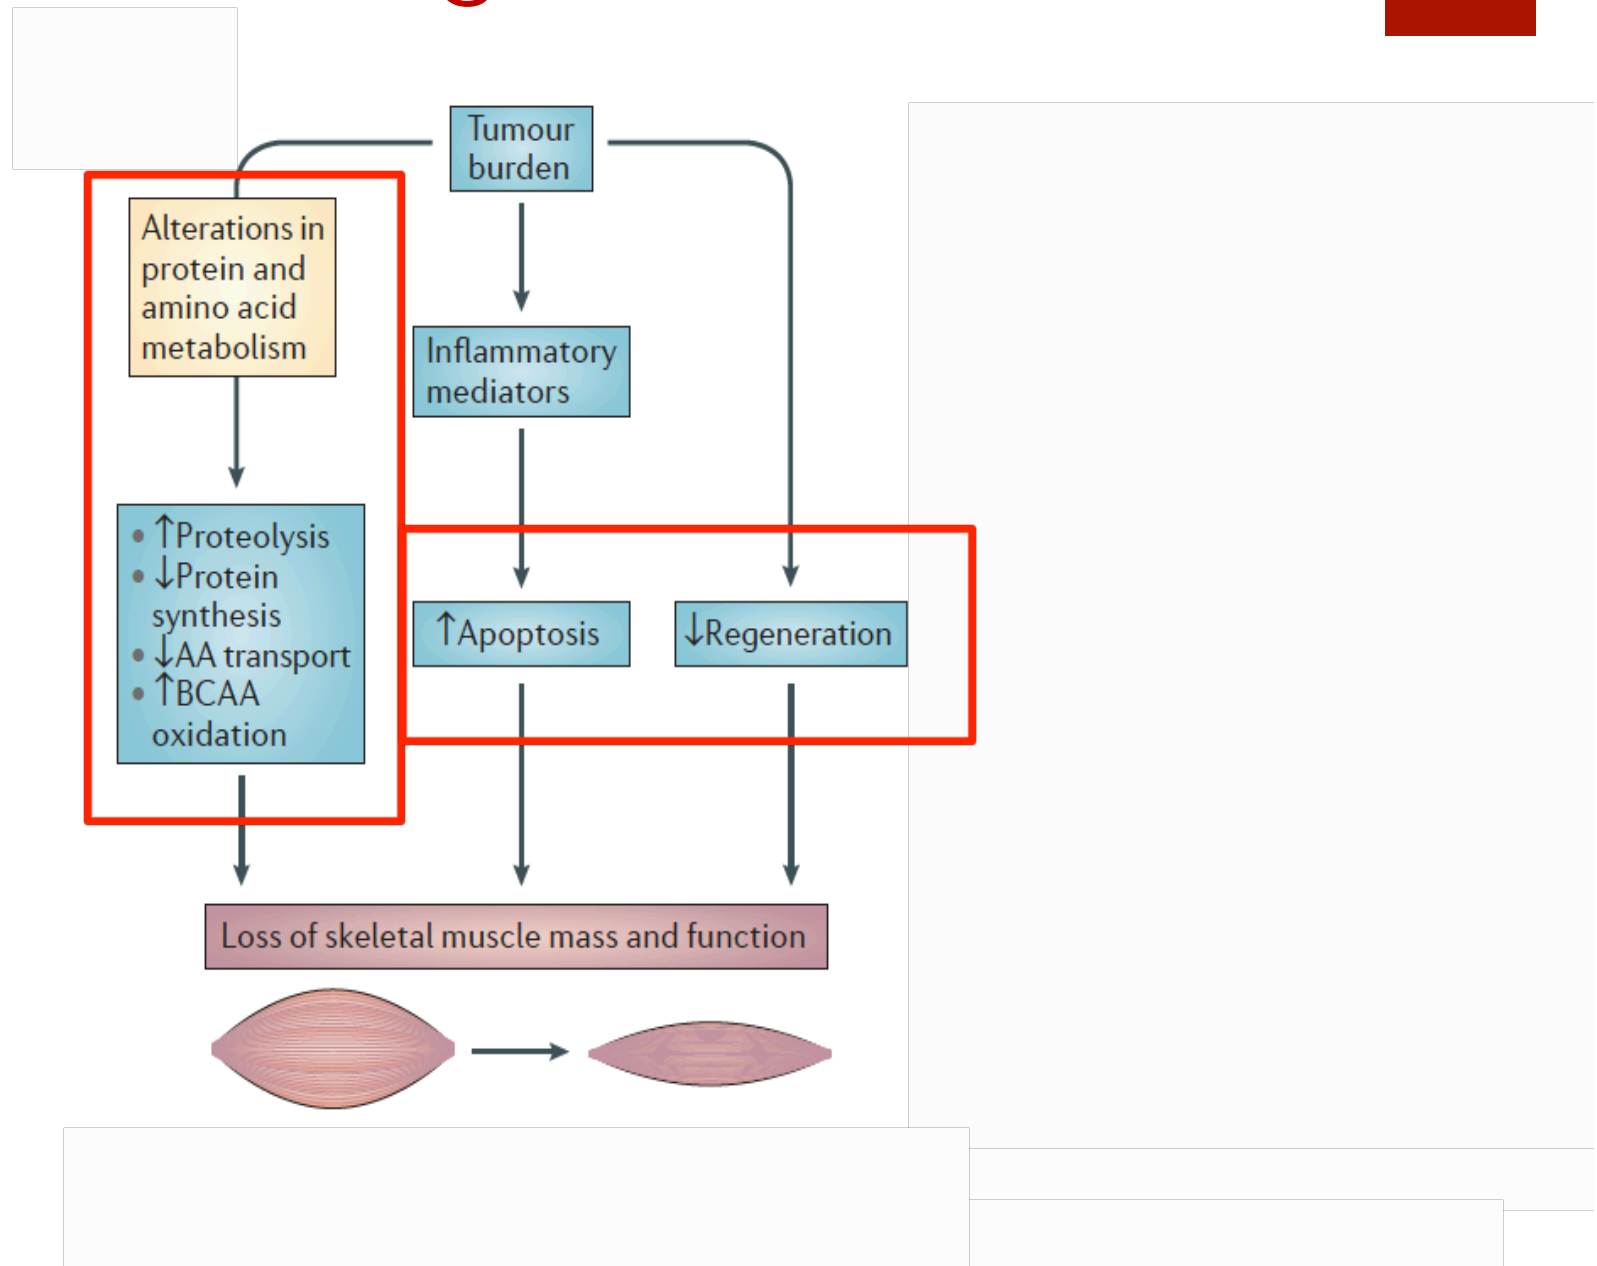 Tumour
burden
Alterations in
protein and
amino acid
metabolism
Inflammatory
mediators
• ↑Proteolysis
• ↓Protein
synthesis
• ↓AA transport
• ↑BCAA
oxidation
↑Apoptosis
↓Regeneration
Loss of skeletal muscle mass and function